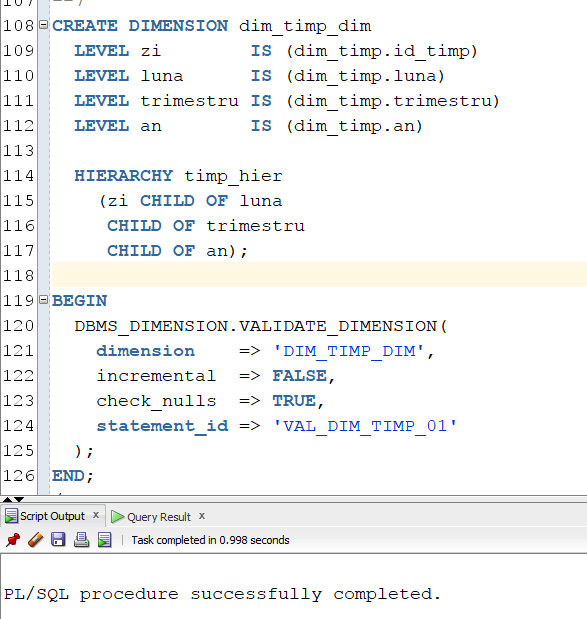 107
108 CREATE DIMENSION dim_timp_dim
109 LEVEL zi IS (dim_timp.id_timp)
110 LEVEL luna IS (dim_timp.luna)
111 LEVEL trimestru IS (dim_timp.trimestru)
112 LEVEL an IS (dim_timp.an)
113
114 HIERARCHY timp_hier
115 (zi CHILD OF luna
116 CHILD OF trimestru
117 CHILD OF an);
118
119 BEGIN
120 DBMS_DIMENSION.VALIDATE_DIMENSION(
121 dimension => 'DIM_TIMP_DIM',
122 incremental => FALSE,
123 check_nulls => TRUE,
124 statement_id => 'VAL_DIM_TIMP_01'
125 );
126 END;
Script Output x Query Result x
Task completed in 0.998 seconds
PL/SQL procedure successfully completed.